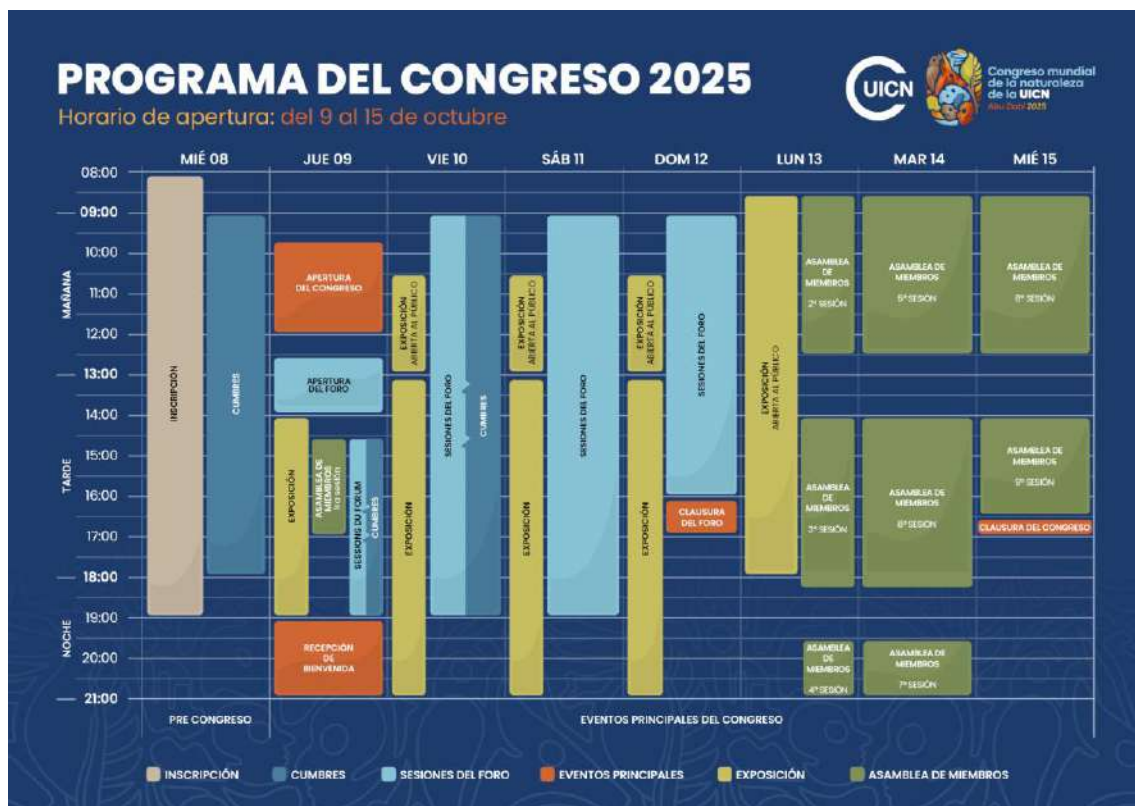 PROGRAMA DEL CONGRESO 2025
Horario de apertura: del 9 al 15 de octubre
UICN
Congreso mundial
de la naturaleza
de la UICN
Abu Dabi 2025
MIÉ 08
JUE 09
VIE 10
SÁB 11
DOM 12
LUN 13
MAR 14
MIÉ 15
08:00
09:00
10:00
11:00
12:00
13:00
14:00
15:00
16:00
17:00
18:00
19:00
20:00
21:00
MAÑANA
TARDE
NOCHE
INSCRIPCIÓN
CUMBRES
APERTURA
DEL CONGRESO
APERTURA
DEL FORO
EXPOSICIÓN
ASAMBLEA DE
MIEMBROS
1ra sesión
SESSIONS DU FORUM
CUMBRES
RECEPCIÓN
DE
BIENVENIDA
EXPOSICIÓN
ABIERTA AL PÚBLICO
EXPOSICIÓN
SESIONES DEL FORO
CUMBRES
EXPOSICIÓN
ABIERTA AL PÚBLICO
EXPOSICIÓN
SESIONES DEL FORO
EXPOSICIÓN
ABIERTA AL PÚBLICO
EXPOSICIÓN
SESIONES DEL FORO
CLAUSURA
DEL FORO
EXPOSICIÓN
ABIERTA AL PÚBLICO
ASAMBLEA
DE
MIEMBROS
2ª SESIÓN
ASAMBLEA
DE
MIEMBROS
3ª SESIÓN
ASAMBLEA
DE
MIEMBROS
4ª SESIÓN
ASAMBLEA DE
MIEMBROS
5ª SESIÓN
ASAMBLEA DE
MIEMBROS
6ª SESIÓN
ASAMBLEA DE
MIEMBROS
7ª SESIÓN
ASAMBLEA DE
MIEMBROS
8ª SESIÓN
ASAMBLEA DE
MIEMBROS
9ª SESIÓN
CLAUSURA DEL CONGRESO
PRE CONGRESO
EVENTOS PRINCIPALES DEL CONGRESO
INSCRIPCIÓN
CUMBRES
SESIONES DEL FORO
EVENTOS PRINCIPALES
EXPOSICIÓN
ASAMBLEA DE MIEMBROS